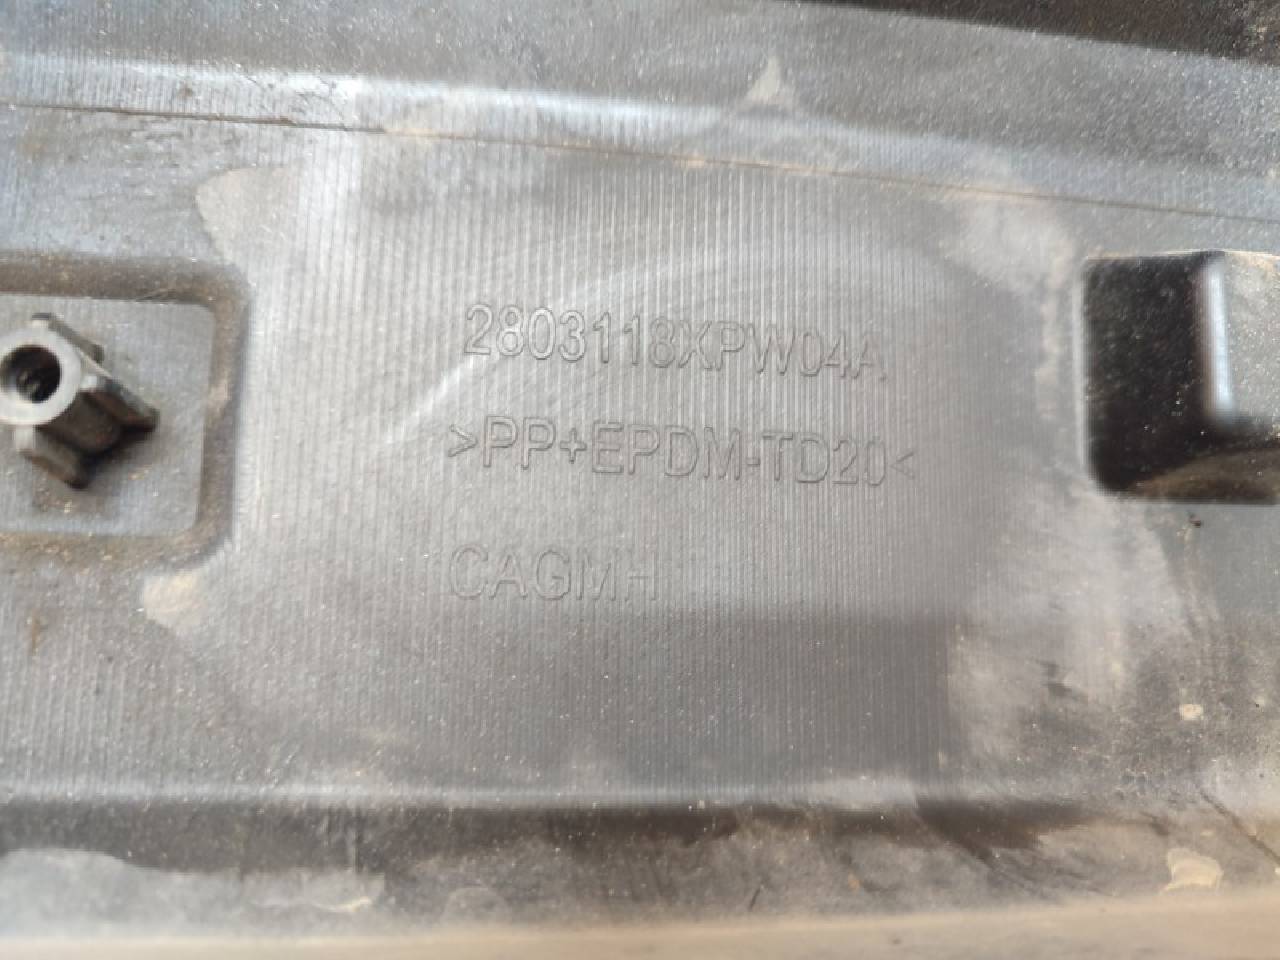 2803118XPW04A
>PP+EPDM-TD20<
CAGMH